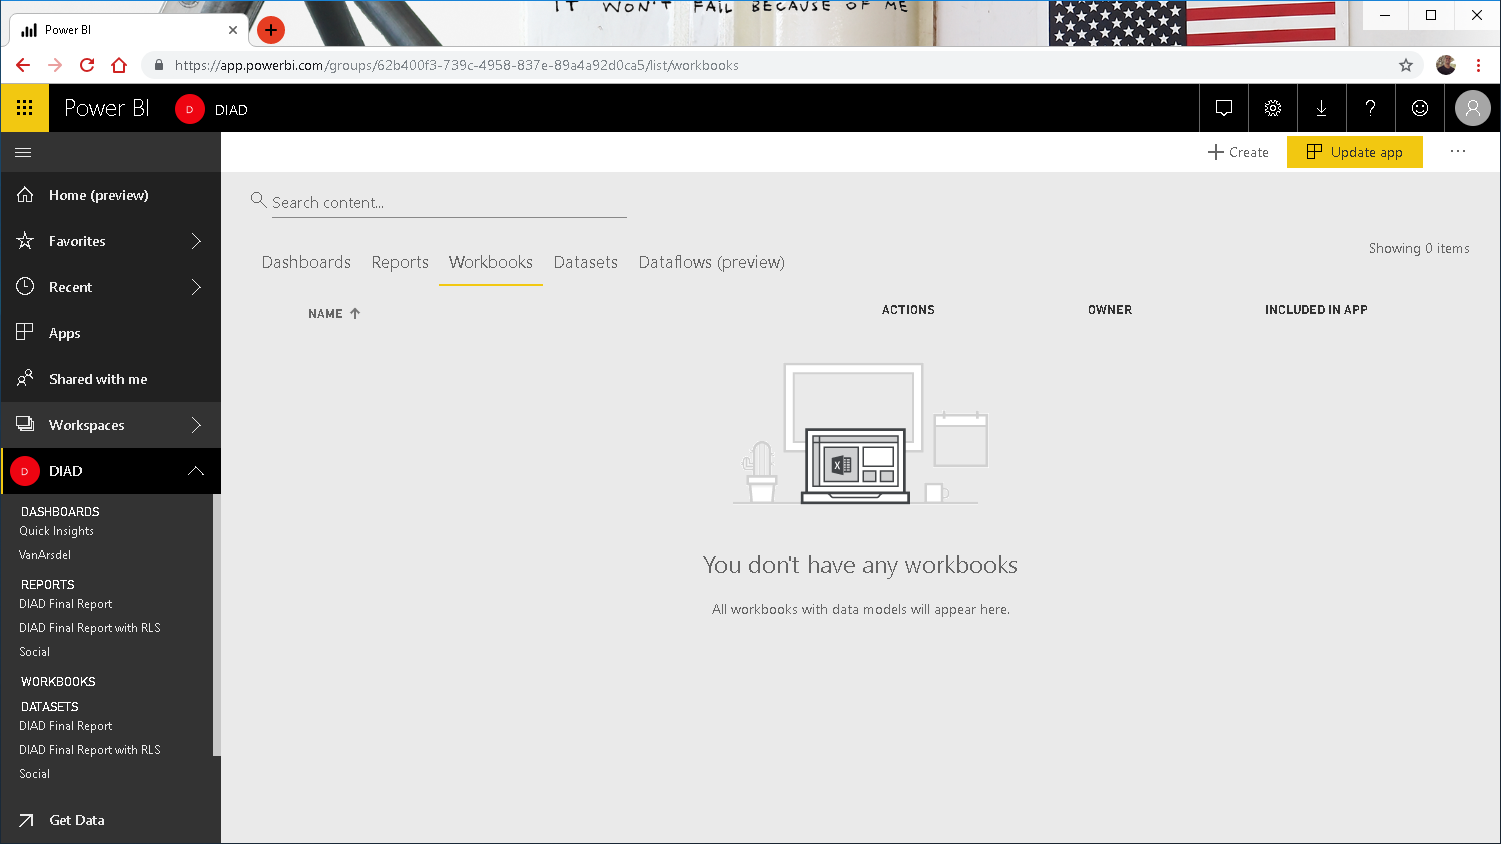 IT WON'T FAIL BECAUSE OF ME
Power BI
https://app.powerbi.com/groups/62b400f3-739c-4958-837e-89a4a92d0ca5/list/workbooks
Power BI D DIAD
Create Update app
Home (preview)
Favorites
Recent
Apps
Shared with me
Workspaces
D DIAD
DASHBOARDS
Quick Insights
VanArsdel
REPORTS
DIAD Final Report
DIAD Final Report with RLS
Social
WORKBOOKS
DATASETS
DIAD Final Report
DIAD Final Report with RLS
Social
Get Data
Search content...
Showing 0 items
Dashboards Reports Workbooks Datasets Dataflows (preview)
NAME ACTIONS OWNER INCLUDED IN APP
X
You don't have any workbooks
All workbooks with data models will appear here.